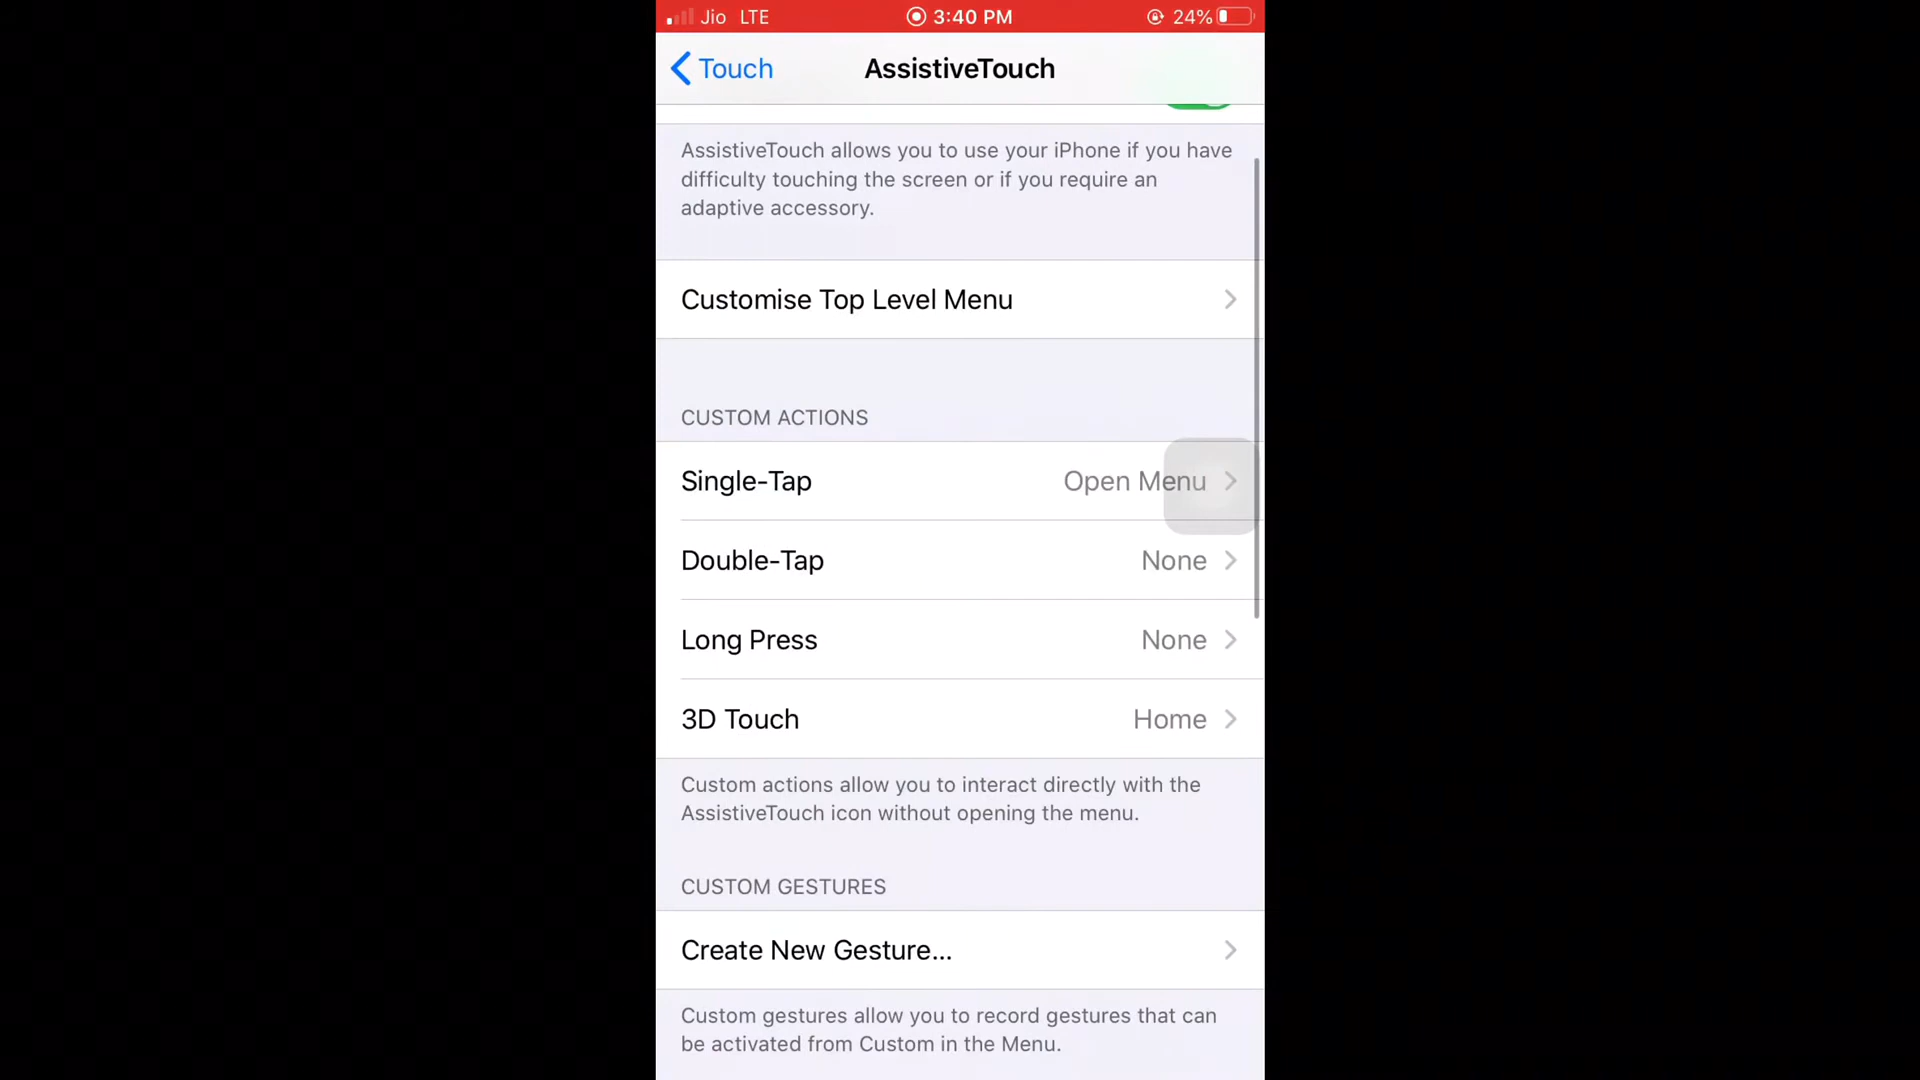 Jio LTE 3:40 PM 24%
Touch AssistiveTouch
AssistiveTouch allows you to use your iPhone if you have
difficulty touching the screen or if you require an
adaptive accessory.
Customise Top Level Menu
CUSTOM ACTIONS
Single-Tap Open Menu
Double-Tap None
Long Press None
3D Touch Home
Custom actions allow you to interact directly with the
AssistiveTouch icon without opening the menu.
CUSTOM GESTURES
Create New Gesture...
Custom gestures allow you to record gestures that can
be activated from Custom in the Menu.